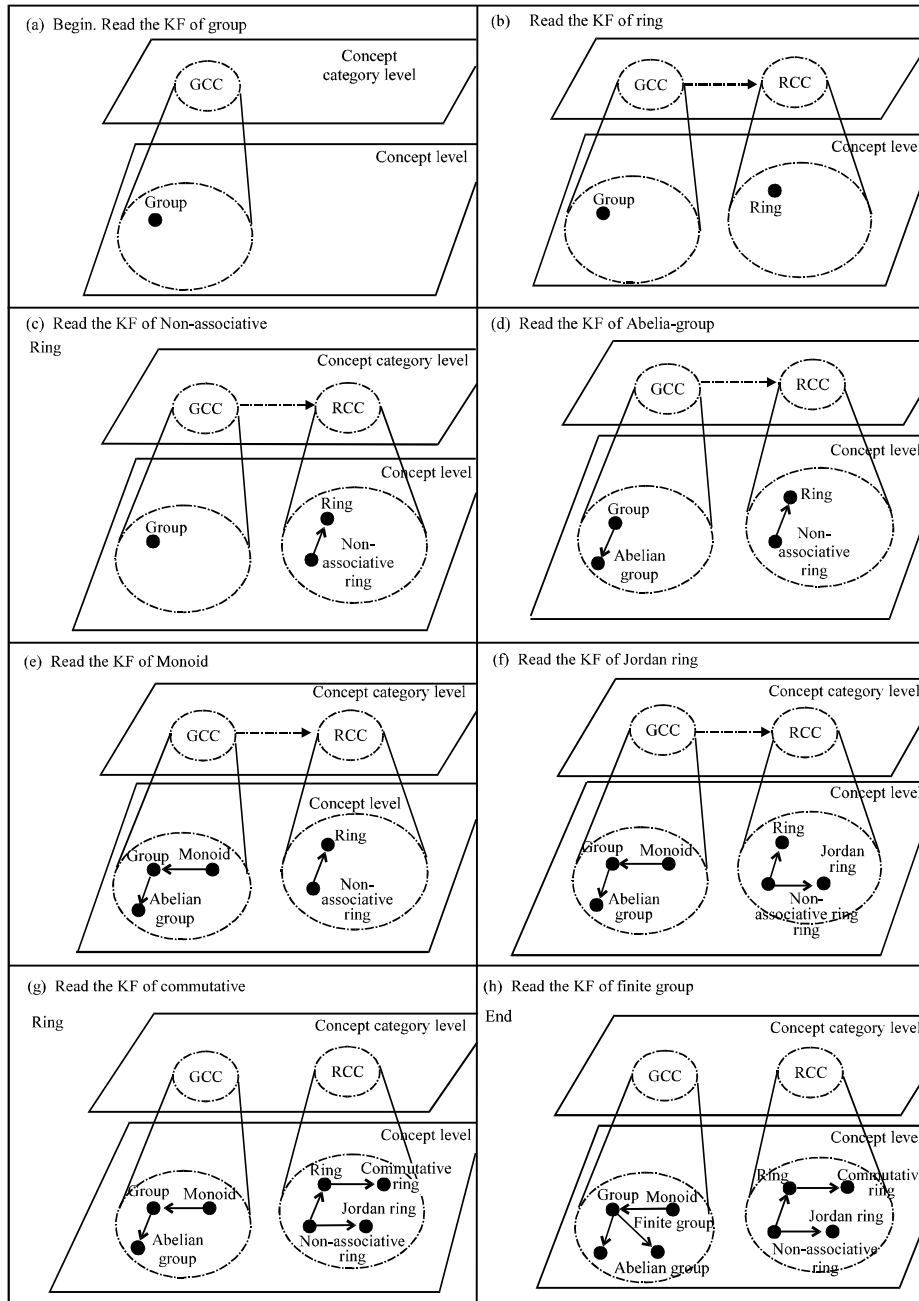 (a) Begin. Read the KF of group
Concept
category level
GCC
Concept level
Group
(b) Read the KF of ring
GCC
RCC
Concept level
Group
Ring
(c) Read the KF of Non-associative
Ring
Concept category level
GCC
RCC
Concept level
Group
Ring
Non-
associative
ring
(d) Read the KF of Abelia-group
GCC
RCC
Concept level
Group
Abelian
group
Ring
Non-
associative
ring
(e) Read the KF of Monoid
Concept category level
GCC
RCC
Concept level
Group
Monoid
Abelian
group
Ring
Non-
associative
ring
(f) Read the KF of Jordan ring
Concept category level
GCC
RCC
Concept level
Group
Monoid
Abelian
group
Ring
Jordan
ring
Non-
associative ring
ring
(g) Read the KF of commutative
Ring
Concept category level
GCC
RCC
Concept level
Group
Monoid
Abelian
group
Ring
Commutative
ring
Jordan ring
Non-associative
ring
(h) Read the KF of finite group
End
Concept category level
GCC
RCC
Concept level
Group
Monoid
Finite group
Abelian group
Ring
Commutative
ring
Jordan ring
Non-associative
ring